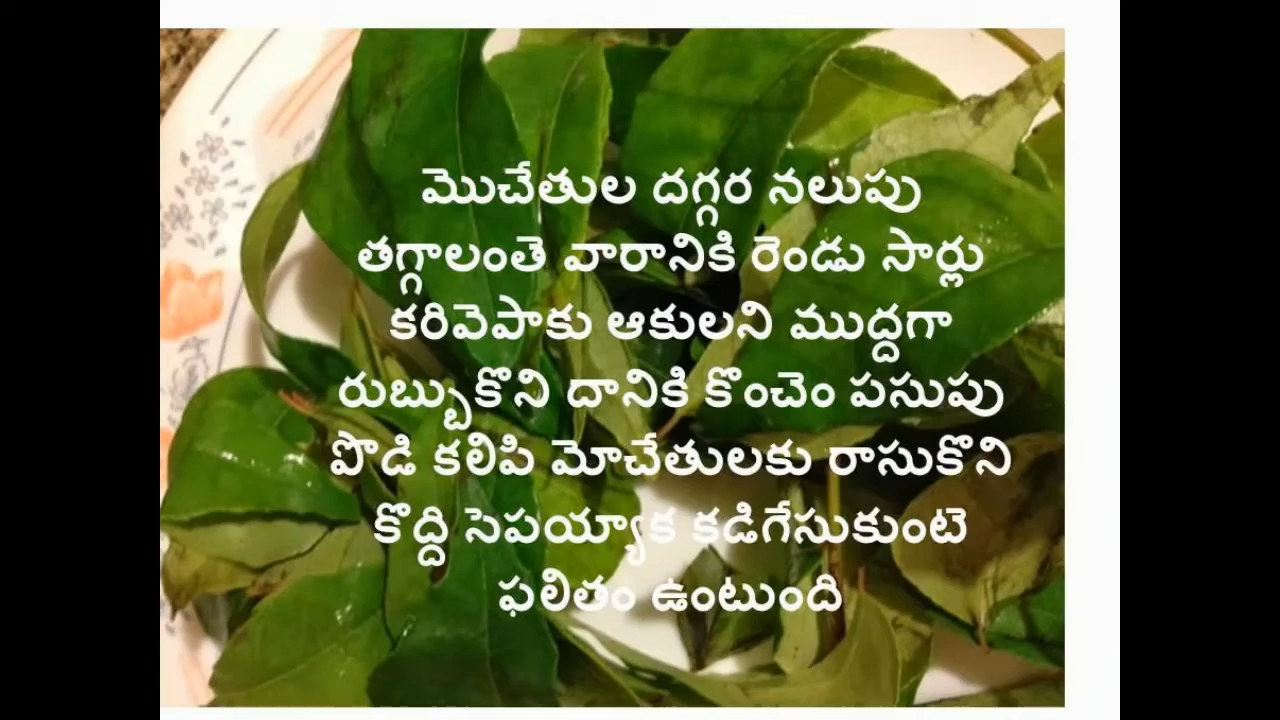 మొచేతుల దగ్గర నలుపు
తగ్గాలంతె వారానికి రెండు సార్లు
కరివెపాకు ఆకులని ముద్దగా
రుబ్బుకొని దానికి కొంచెం పసుపు
పొడి కలిపి మోచేతులకు రాసుకొని
కొద్ది సెపయ్యాక కడిగేసుకుంటె
ఫలితం ఉంటుంది